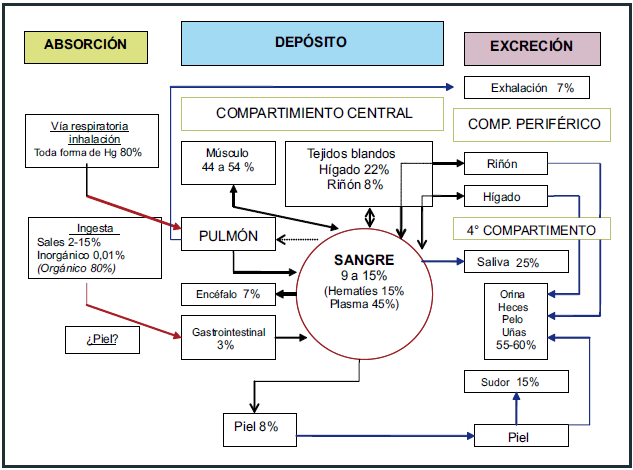 ABSORCIÓN
DEPÓSITO
EXCRECIÓN
Exhalación 7%
COMPARTIMIENTO CENTRAL
COMP. PERIFÉRICO
Vía respiratoria
inhalación
Toda forma de Hg 80%
Músculo
44 a 54 %
Tejidos blandos
Hígado 22%
Riñón 8%
Riñón
Hígado
Ingesta
Sales 2-15%
Inorgánico 0,01%
(Orgánico 80%)
PULMÓN
4° COMPARTIMENTO
SANGRE
9 a 15%
(Hematíes 15%
Plasma 45%)
Saliva 25%
Encéfalo 7%
Orina
Heces
Pelo
Uñas
55-60%
¿Piel?
Gastrointestinal
3%
Sudor 15%
Piel 8%
Piel